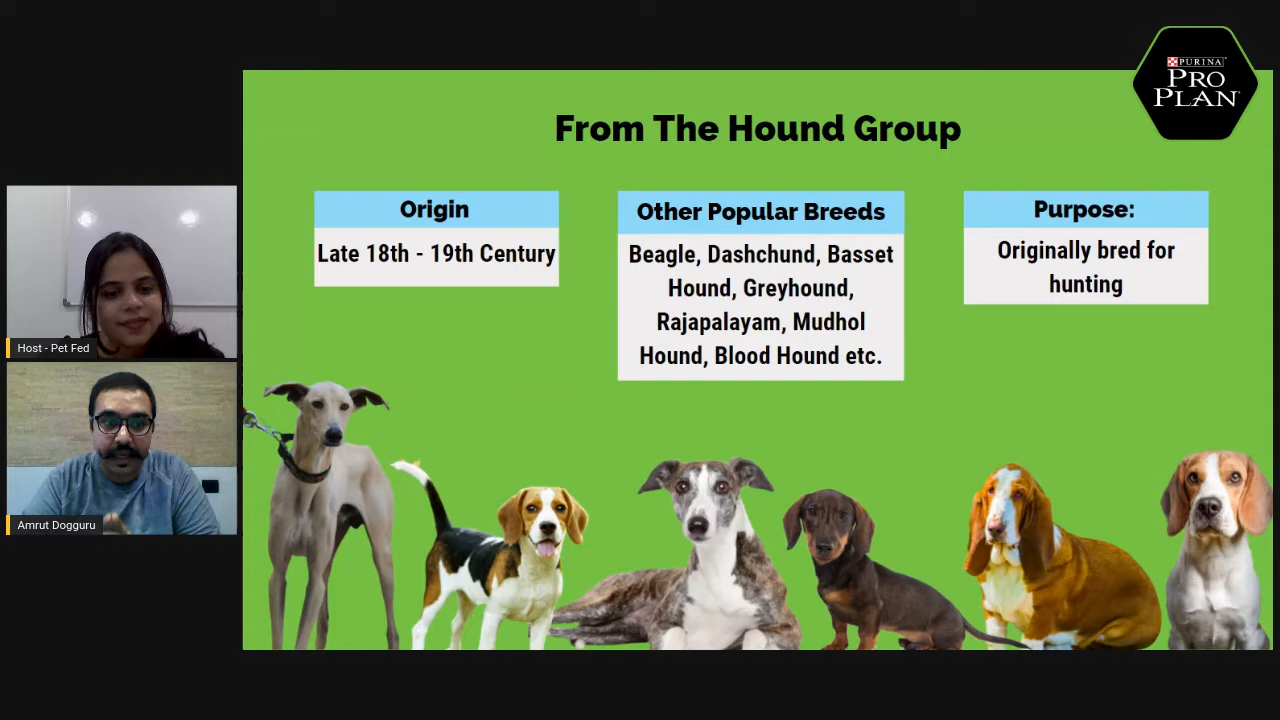 PURINA
PRO
PLAN
From The Hound Group
Origin
Late 18th - 19th Century
Other Popular Breeds
Beagle, Dashchund, Basset
Hound, Greyhound,
Rajapalayam, Mudhol
Hound, Blood Hound etc.
Purpose:
Originally bred for
hunting
Host - Pet Fed
Amrut Dogguru